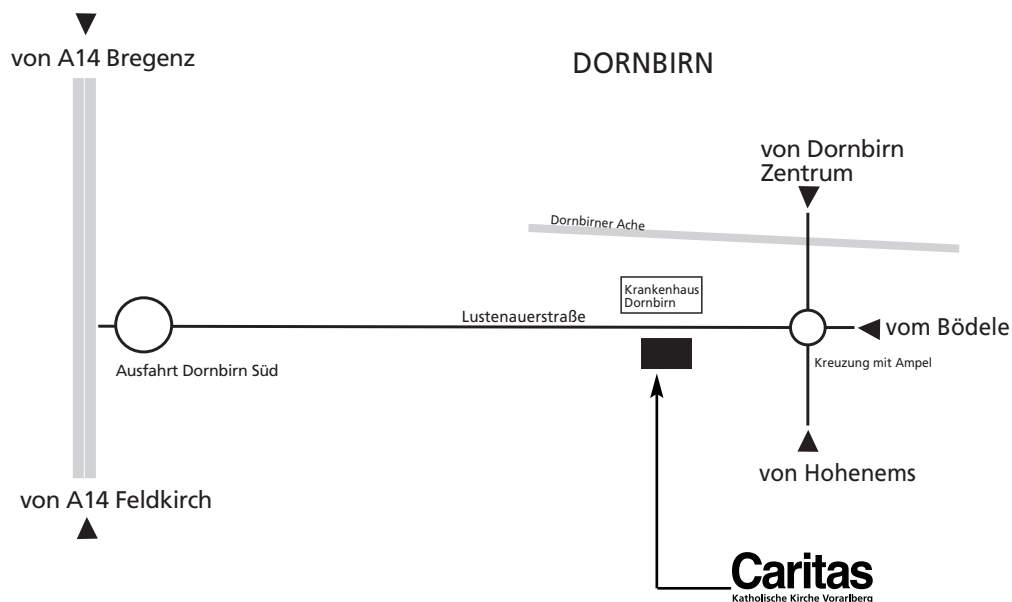 von A14 Bregenz
DORNBIRN
von Dornbirn
Zentrum
Dornbirner Ache
Krankenhaus
Dornbirn
Lustenauerstraße
vom Bödele
Ausfahrt Dornbirn Süd
Kreuzung mit Ampel
von Hohenems
von A14 Feldkirch
Caritas
Katholische Kirche Vorarlberg